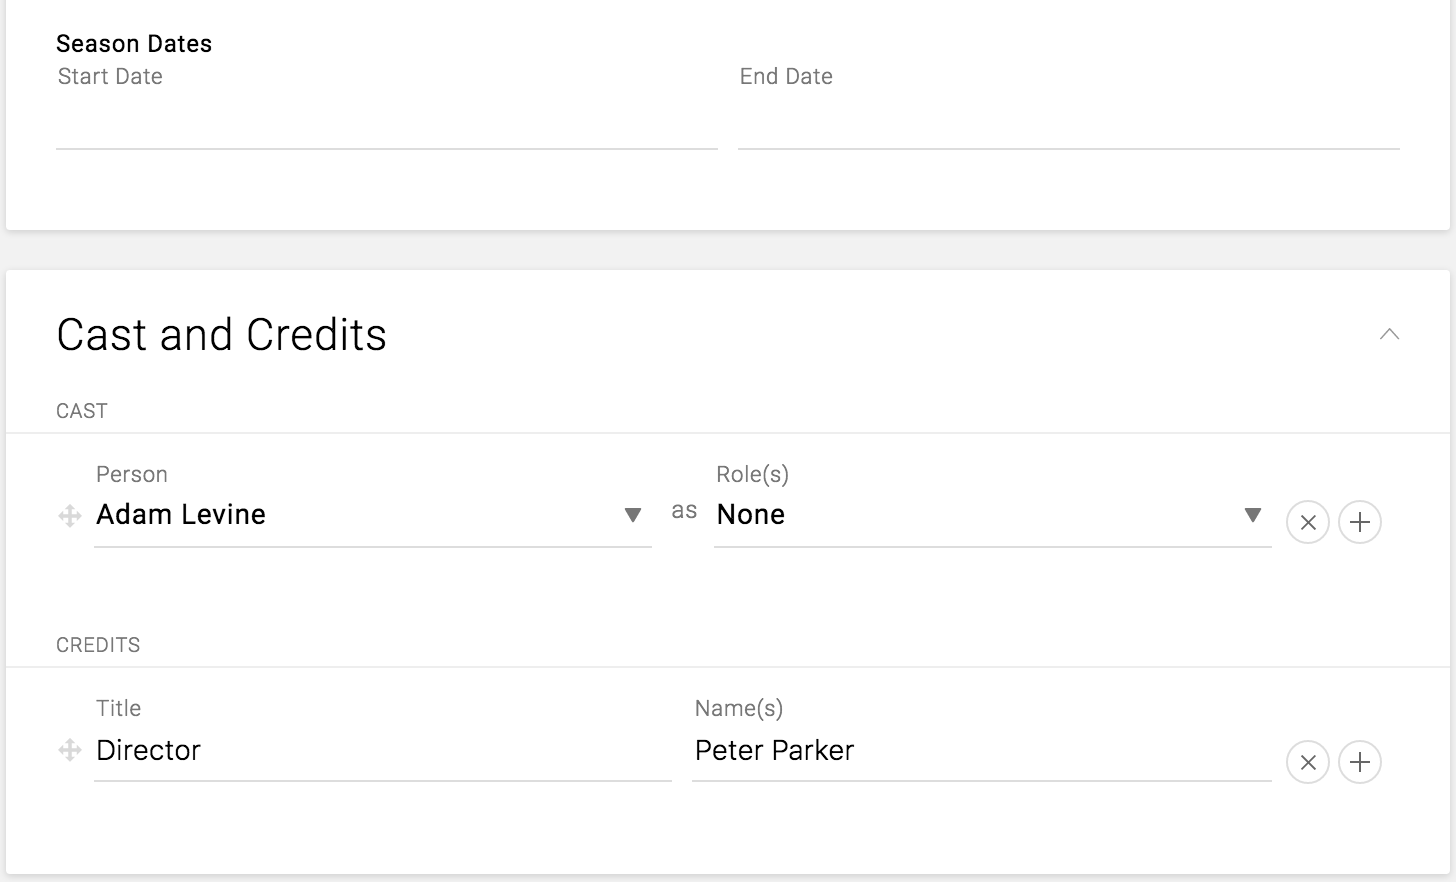 Season Dates
Start Date End Date
Cast and Credits
CAST
Person Role(s)
Adam Levine as None
CREDITS
Title Name(s)
Director Peter Parker